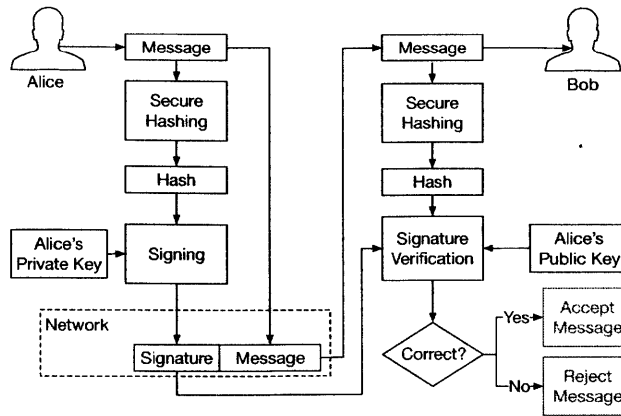 Alice
Message
Secure
Hashing
Hash
Alice's
Private Key
Signing
Network
Signature
Message
Message
Bob
Secure
Hashing
Hash
Signature
Verification
Alice's
Public Key
Correct?
Yes
Accept
Message
No
Reject
Message